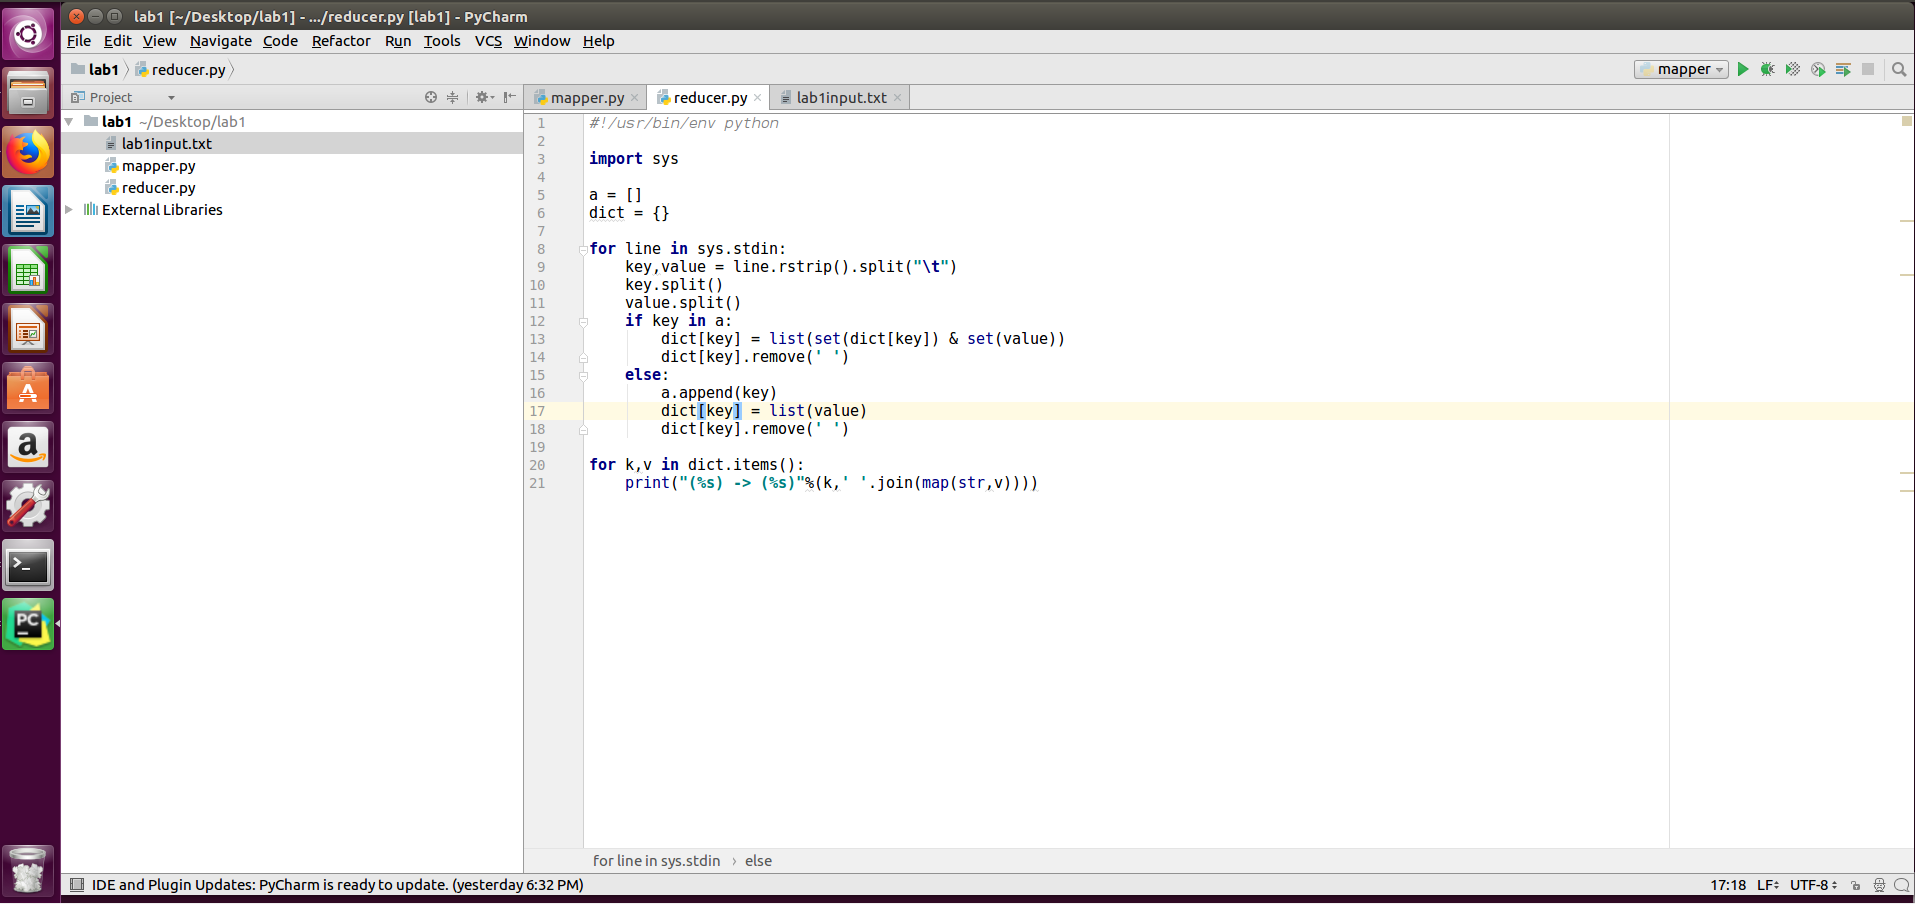 lab1 [~/Desktop/lab1] - .../reducer.py [lab1] - PyCharm
File Edit View Navigate Code Refactor Run Tools VCS Window Help
lab1 reducer.py mapper
Project mapper.py reducer.py lab1input.txt
lab1 ~/Desktop/lab1
lab1input.txt
mapper.py
reducer.py
External Libraries
1 #!/usr/bin/env python
2
3 import sys
4
5 a = []
6 dict = {}
7
8 for line in sys.stdin:
9     key,value = line.rstrip().split("\t")
10     key.split()
11     value.split()
12     if key in a:
13         dict[key] = list(set(dict[key]) & set(value))
14         dict[key].remove(' ')
15     else:
16         a.append(key)
17         dict[key] = list(value)
18         dict[key].remove(' ')
19
20 for k,v in dict.items():
21     print("(%s) -> (%s)"%(k,' '.join(map(str,v))))
for line in sys.stdin › else
IDE and Plugin Updates: PyCharm is ready to update. (yesterday 6:32 PM) 17:18 LF UTF-8